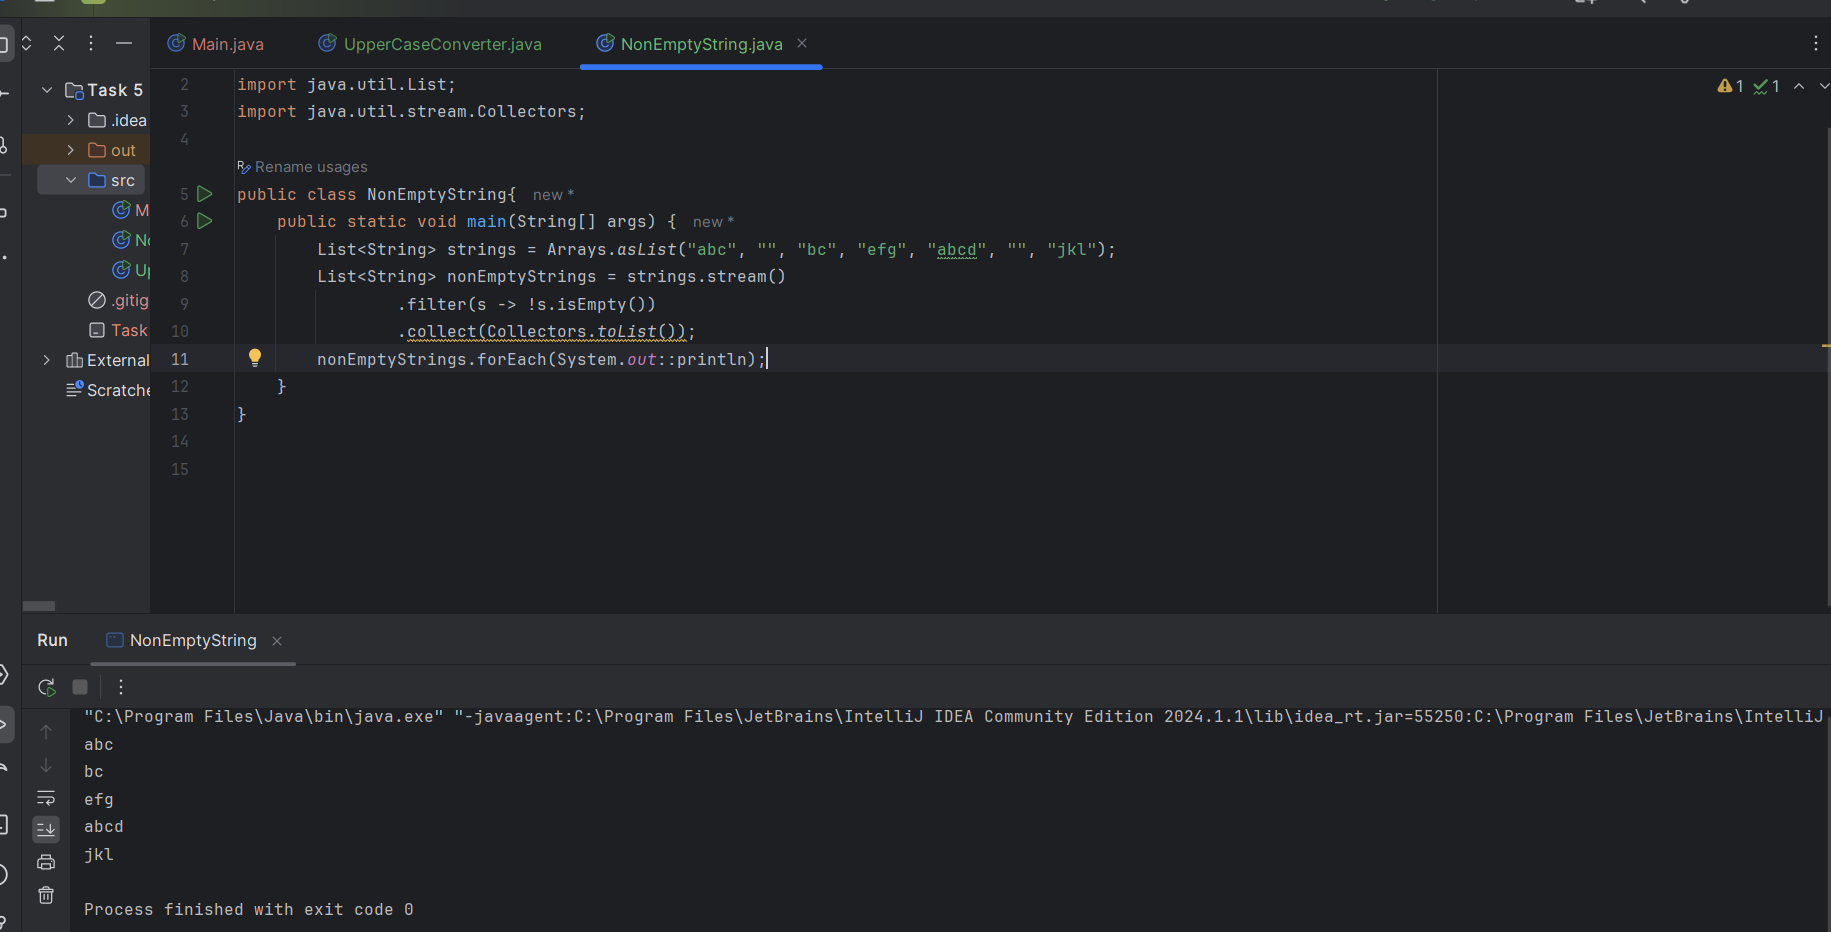 Main.java UpperCaseConverter.java NonEmptyString.java
Task 5
.idea
out
src
M
No
Up
.gitig
Task
External
Scratche
2 import java.util.List;
3 import java.util.stream.Collectors;
4
Rename usages
5 public class NonEmptyString{ new *
6 public static void main(String[] args) { new *
7 List<String> strings = Arrays.asList("abc", "", "bc", "efg", "abcd", "", "jkl");
8 List<String> nonEmptyStrings = strings.stream()
9 .filter(s -> !s.isEmpty())
10 .collect(Collectors.toList());
11 nonEmptyStrings.forEach(System.out::println);
12 }
13 }
14
15
1 1
Run NonEmptyString
"C:\Program Files\Java\bin\java.exe" "-javaagent:C:\Program Files\JetBrains\IntelliJ IDEA Community Edition 2024.1.1\lib\idea_rt.jar=55250:C:\Program Files\JetBrains\IntelliJ
abc
bc
efg
abcd
jkl
Process finished with exit code 0